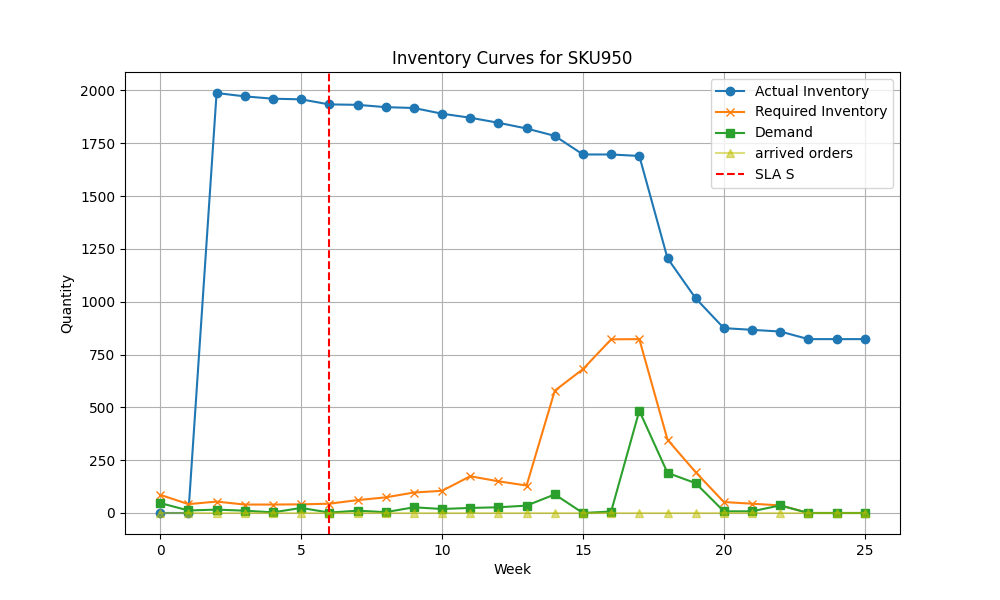 Inventory Curves for SKU950
Actual Inventory
Required Inventory
Demand
arrived orders
SLA S
Quantity
2000
1750
1500
1250
1000
750
500
250
0
0 5 10 15 20 25
Week